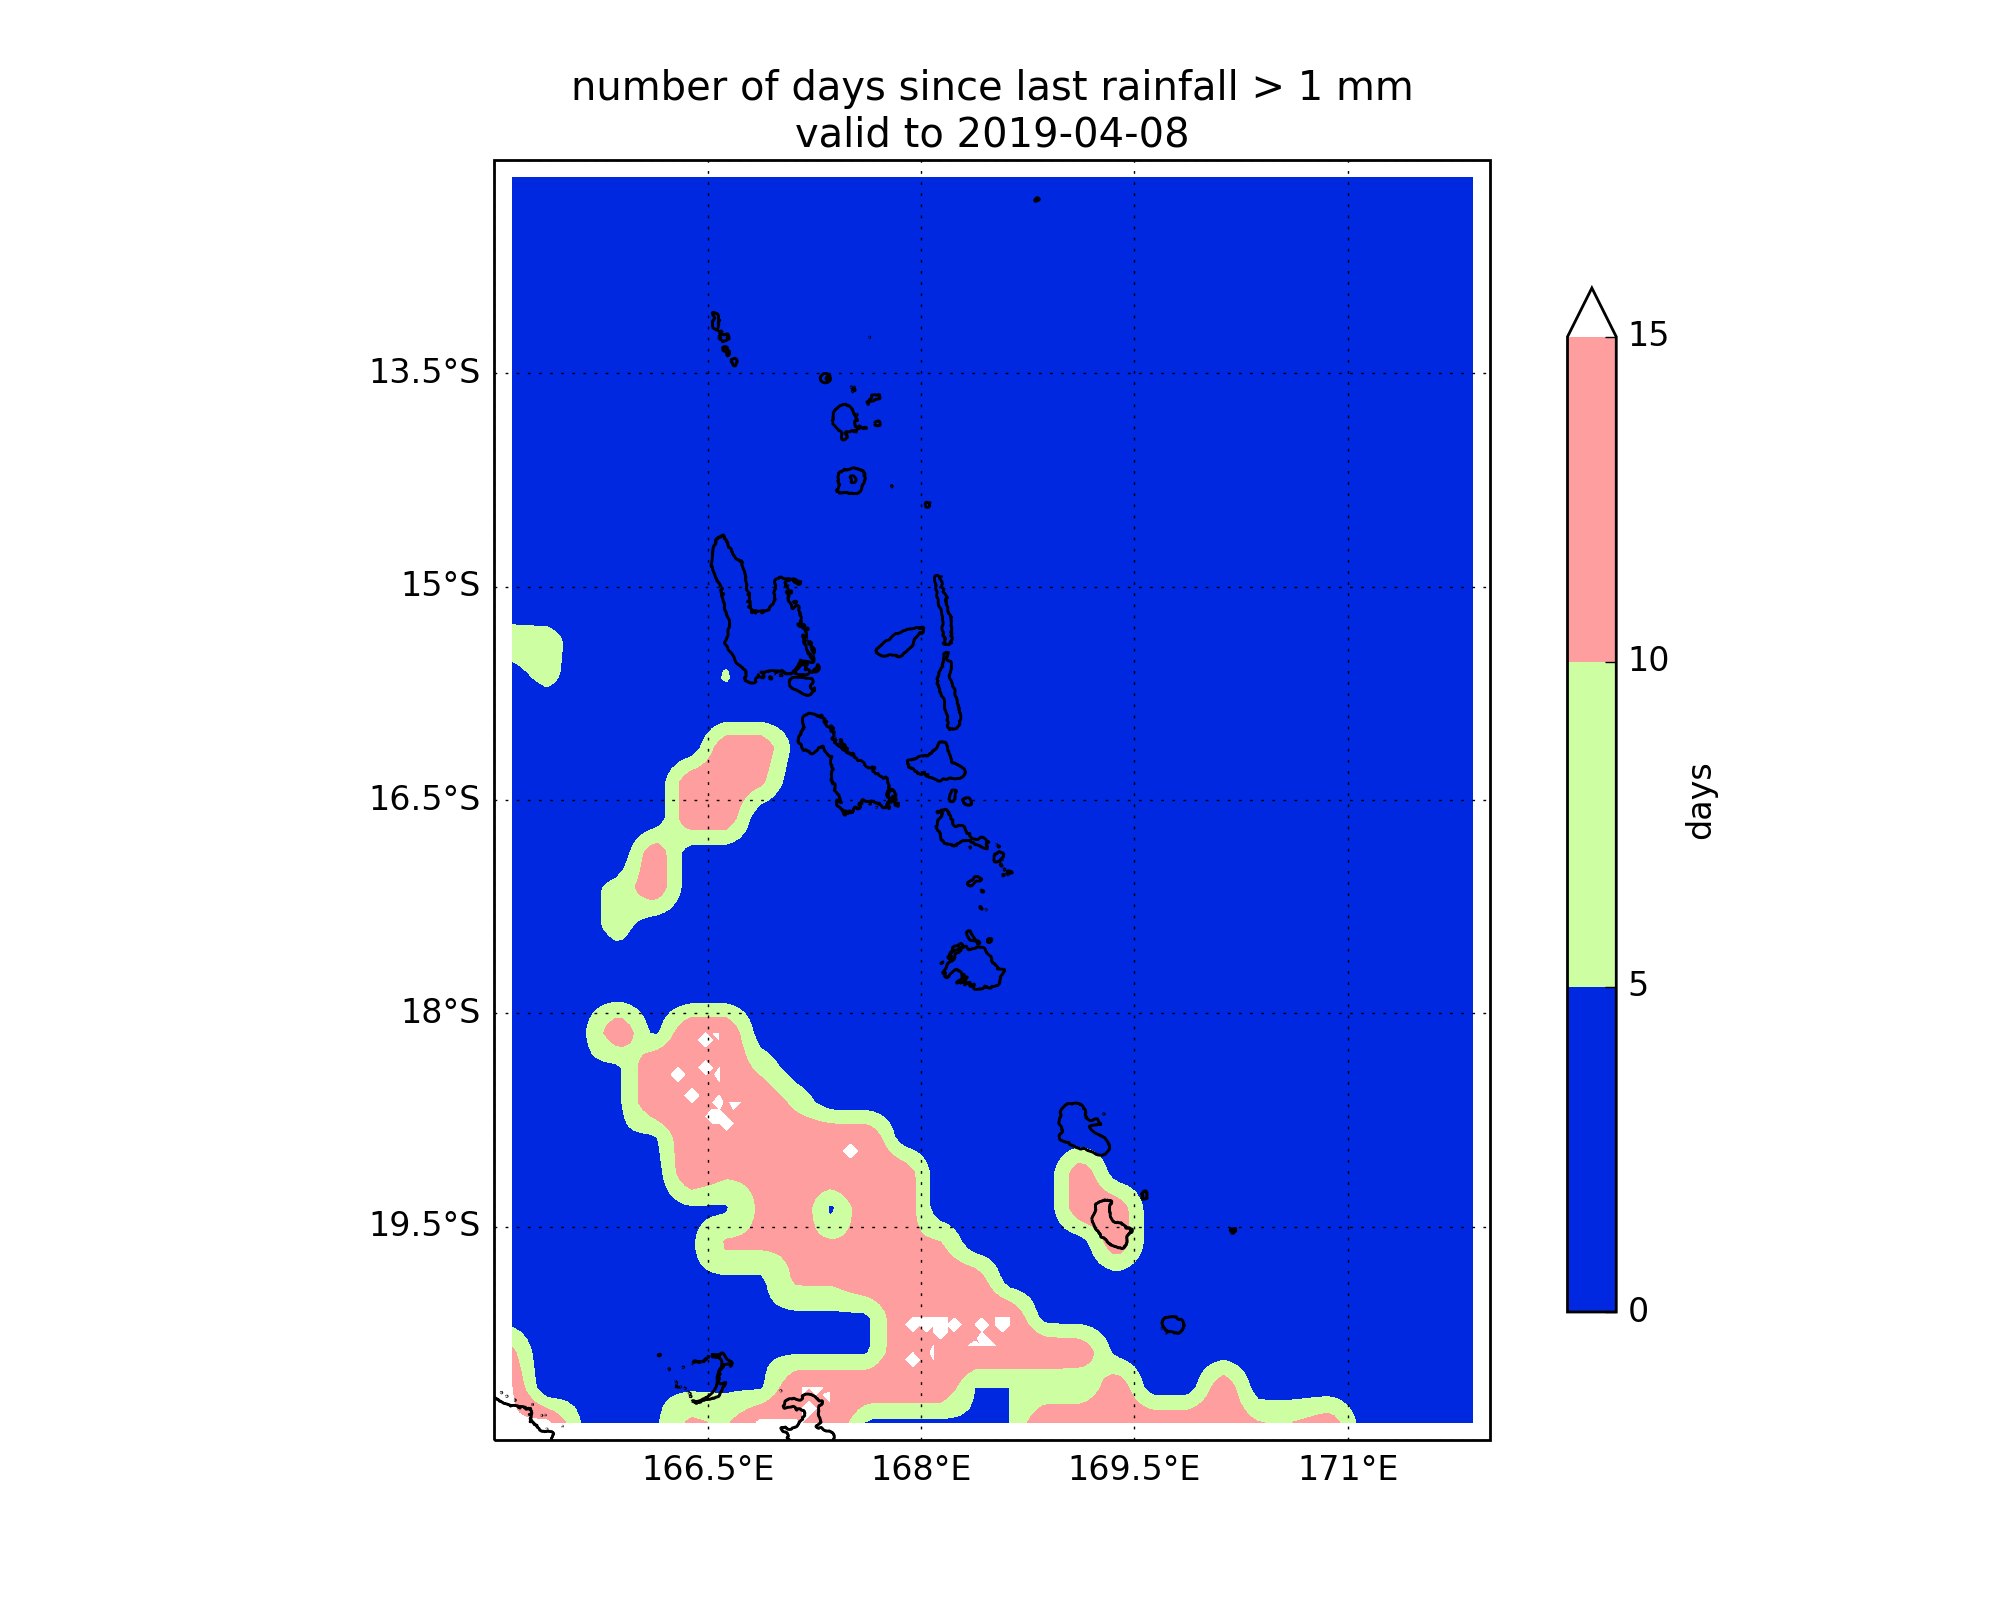 number of days since last rainfall > 1 mm
valid to 2019-04-08
13.5°S
15°S
16.5°S
18°S
19.5°S
166.5°E
168°E
169.5°E
171°E
15
10
5
0
days